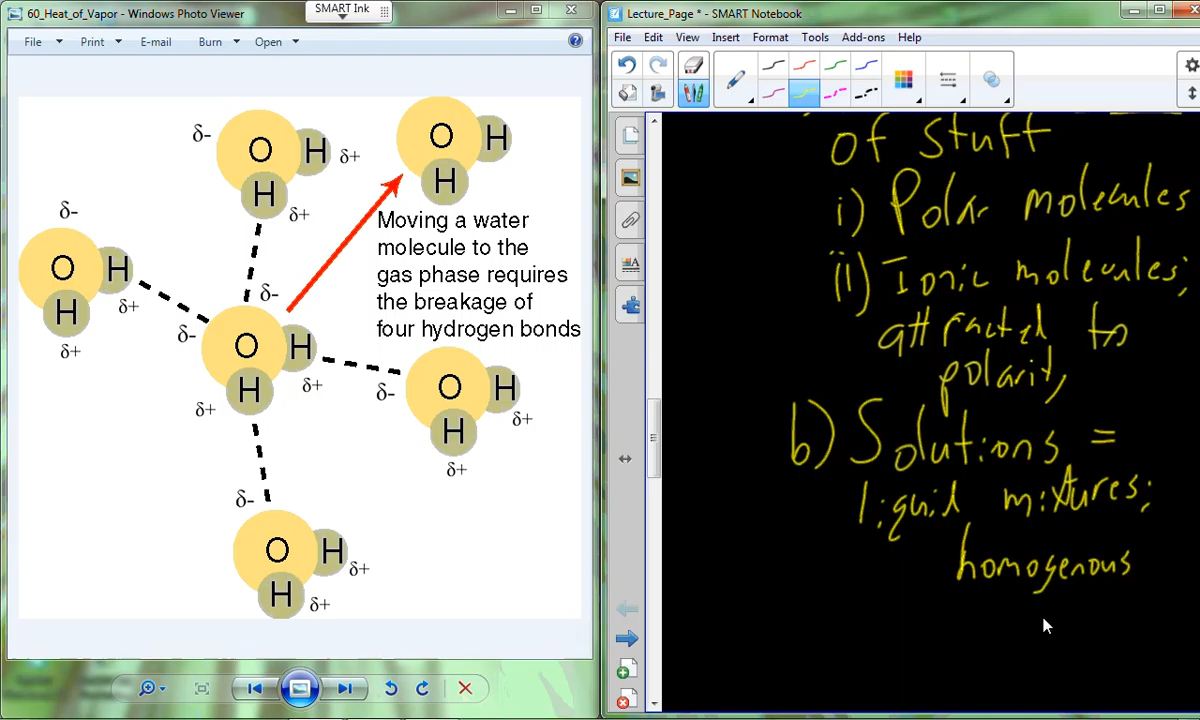 60_Heat_of_Vapor - Windows Photo Viewer
SMART Ink
File Print E-mail Burn Open
O H H δ- δ+ δ+
O H H
Moving a water
molecule to the
gas phase requires
the breakage of
four hydrogen bonds
δ- O H H δ+ δ+
δ- δ- O H H δ+ δ+
δ- O H H δ+ δ+
δ- O H H δ+ δ+
Lecture_Page * - SMART Notebook
File Edit View Insert Format Tools Add-ons Help
of stuff
i) Polar molecules
ii) Ionic molecules;
attracted to
polarity
b) Solutions =
liquid mixtures;
homogenous